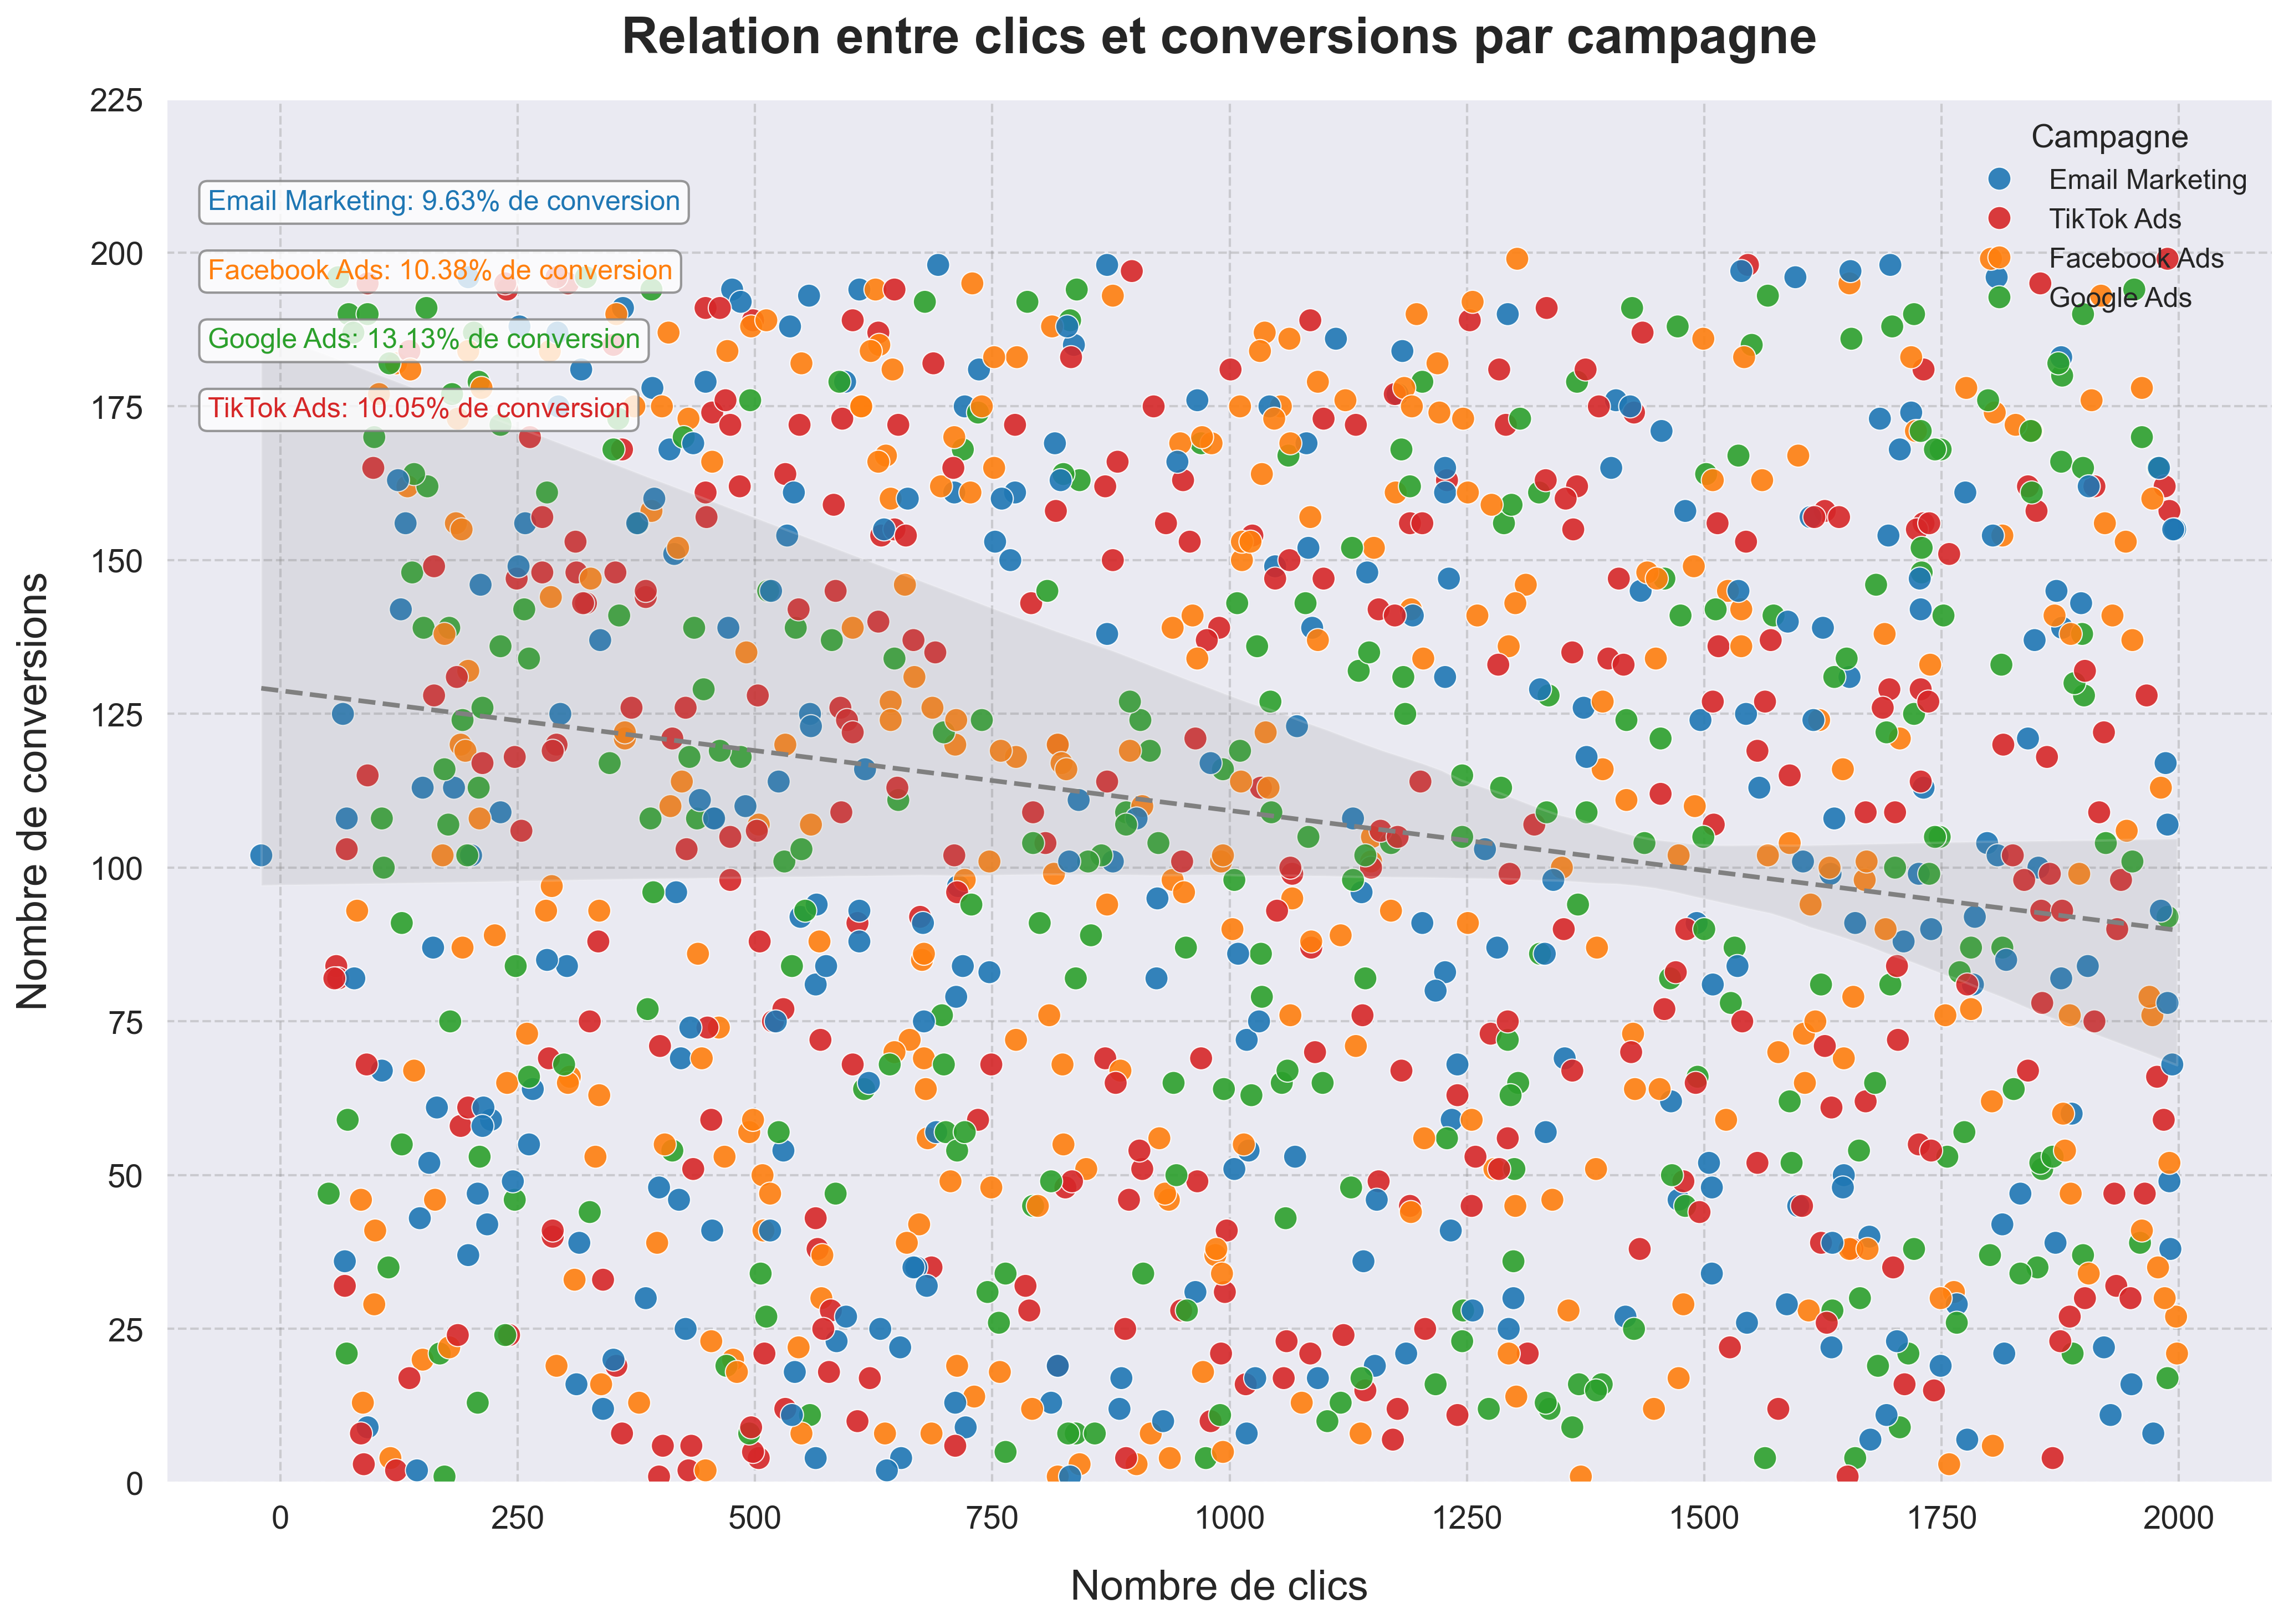 Relation entre clics et conversions par campagne
225
200
175
150
125
100
75
50
25
0
Nombre de conversions
Email Marketing: 9.63% de conversion
Facebook Ads: 10.38% de conversion
Google Ads: 13.13% de conversion
TikTok Ads: 10.05% de conversion
Campagne
Email Marketing
TikTok Ads
Facebook Ads
Google Ads
0 250 500 750 1000 1250 1500 1750 2000
Nombre de clics